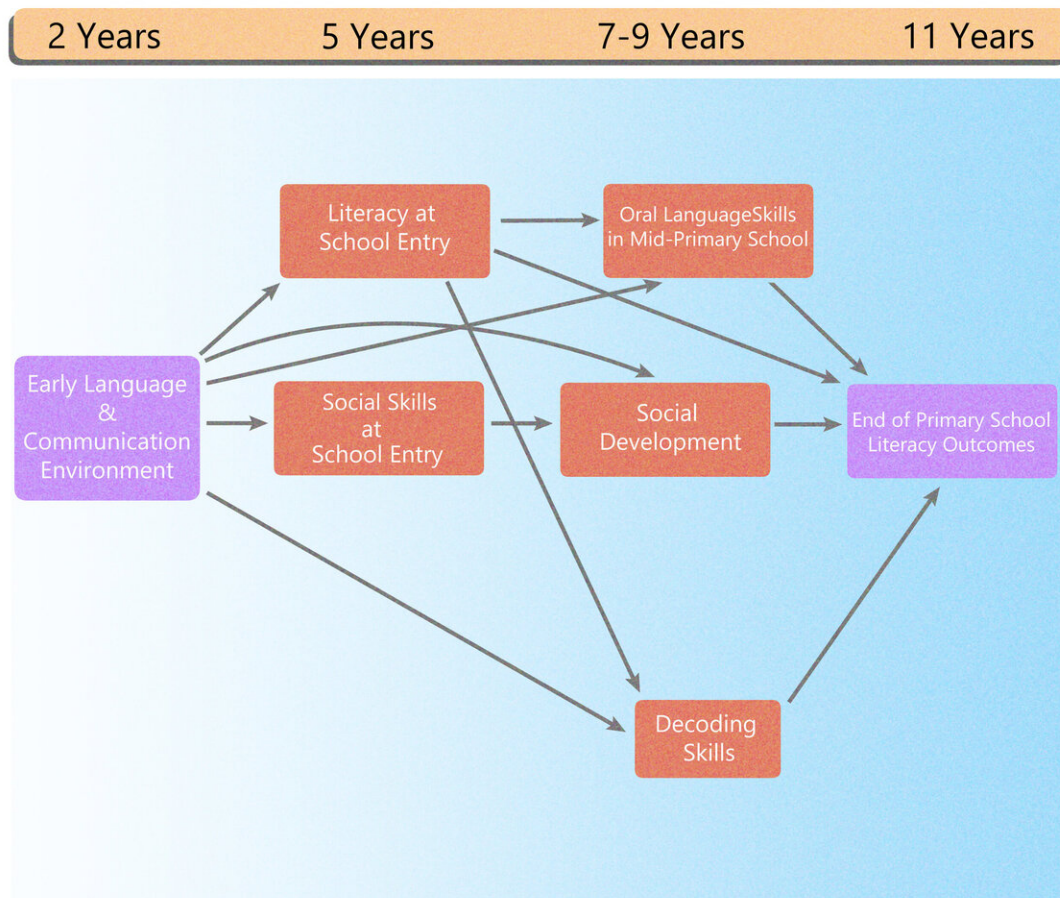 2 Years
5 Years
7-9 Years
11 Years
Literacy at
School Entry
Oral LanguageSkills
in Mid-Primary School
Early Language
&
Communication
Environment
Social Skills
at
School Entry
Social
Development
End of Primary School
Literacy Outcomes
Decoding
Skills